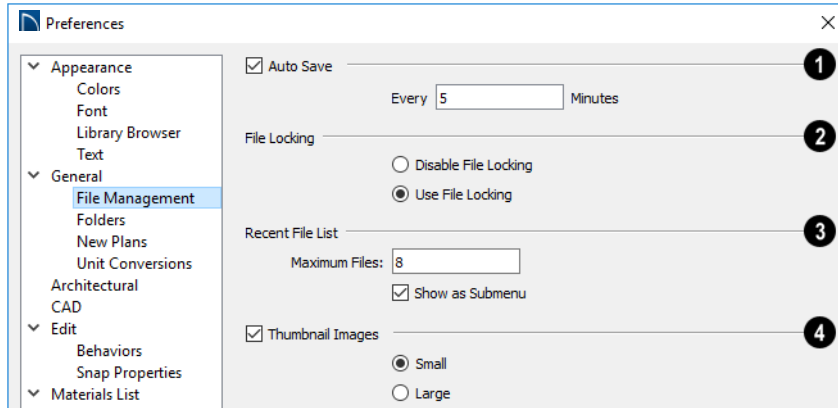 Preferences
Appearance
Colors
Font
Library Browser
Text
General
File Management
Folders
New Plans
Unit Conversions
Architectural
CAD
Edit
Behaviors
Snap Properties
Materials List
Auto Save 1
Every 5 Minutes
File Locking 2
Disable File Locking
Use File Locking
Recent File List 3
Maximum Files: 8
Show as Submenu
Thumbnail Images 4
Small
Large